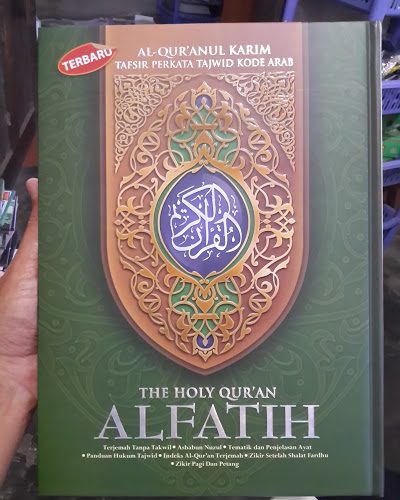 TERBARU
AL-QUR'ANUL KARIM
TAFSIR PERKATA TAJWID KODE ARAB
القرآن الكريم
THE HOLY QUR'AN
ALFATIH
Terjemah Tanpa Takwil • Asbabun Nuzul • Tematik dan Penjelasan Ayat
• Panduan Hukum Tajwid • Indeks Al-Qur'an Terjemah • Zikir Setelah Shalat Fardhu
• Zikir Pagi Dan Petang